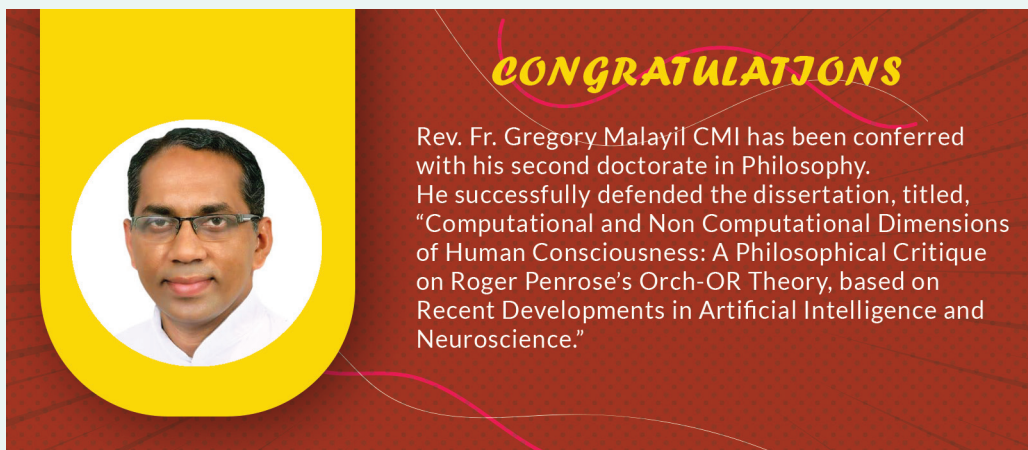 CONGRATULATIONS
Rev. Fr. Gregory Malayil CMI has been conferred
with his second doctorate in Philosophy.
He successfully defended the dissertation, titled,
“Computational and Non Computational Dimensions
of Human Consciousness: A Philosophical Critique
on Roger Penrose’s Orch-OR Theory, based on
Recent Developments in Artificial Intelligence and
Neuroscience.”